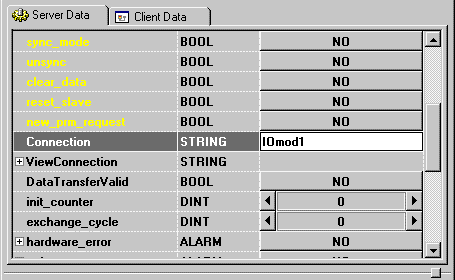 Server Data Client Data
sync_mode BOOL NO
unsync BOOL NO
clear_data BOOL NO
reset_slave BOOL NO
new_prm_request BOOL NO
Connection STRING IOmod1
ViewConnection STRING
DataTransferValid BOOL NO
init_counter DINT 0
exchange_cycle DINT 0
hardware_error ALARM NO